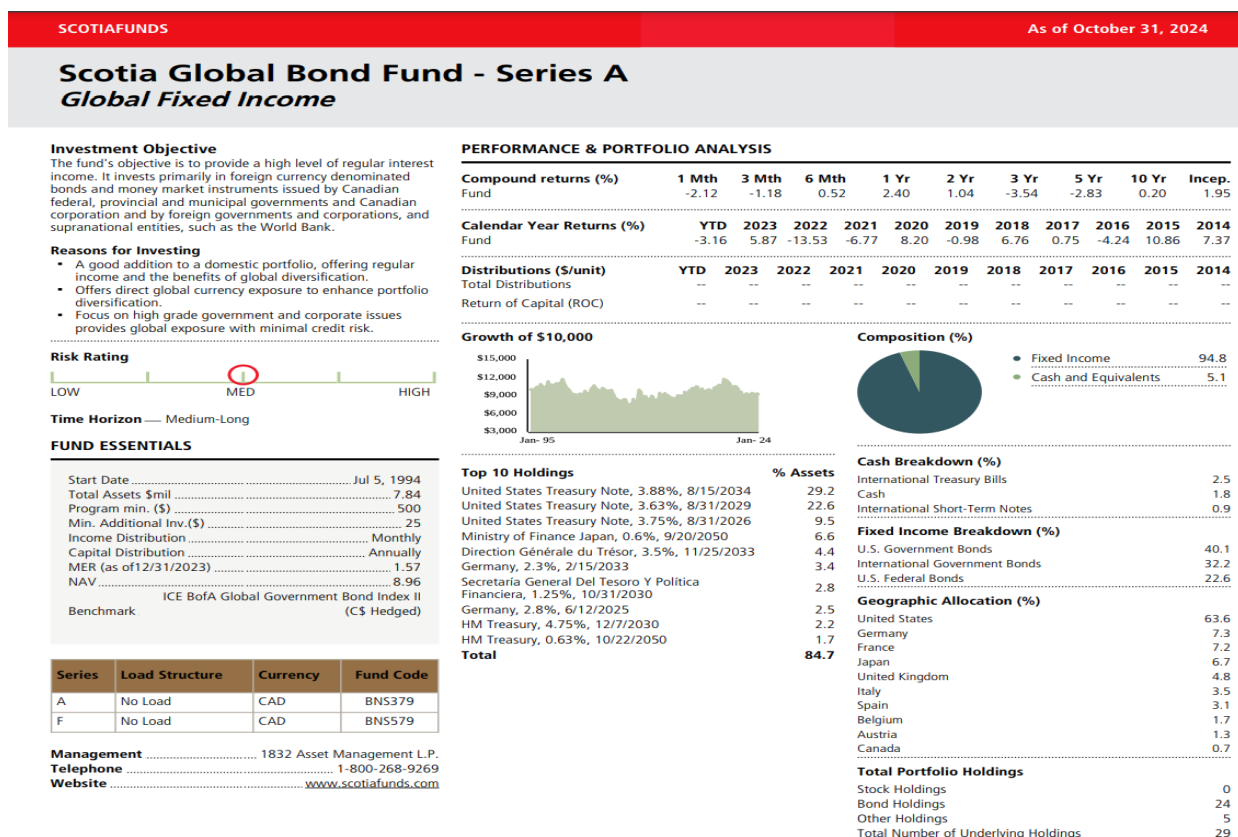 SCOTIAFUNDS
As of October 31, 2024
Scotia Global Bond Fund - Series A
Global Fixed Income
Investment Objective
The fund's objective is to provide a high level of regular interest
income. It invests primarily in foreign currency denominated
bonds and money market instruments issued by Canadian
federal, provincial and municipal governments and Canadian
corporation and by foreign governments and corporations, and
supranational entities, such as the World Bank.
Reasons for Investing
▪ A good addition to a domestic portfolio, offering regular
income and the benefits of global diversification.
▪ Offers direct global currency exposure to enhance portfolio
diversification.
▪ Focus on high grade government and corporate issues
provides global exposure with minimal credit risk.
Risk Rating
LOW MED HIGH
Time Horizon — Medium-Long
FUND ESSENTIALS
Start Date Jul 5, 1994
Total Assets $mil 7.84
Program min. ($) 500
Min. Additional Inv.($) 25
Income Distribution Monthly
Capital Distribution Annually
MER (as of12/31/2023) 1.57
NAV 8.96
ICE BofA Global Government Bond Index II
Benchmark (C$ Hedged)
Series Load Structure Currency Fund Code
A No Load CAD BNS379
F No Load CAD BNS579
Management 1832 Asset Management L.P.
Telephone 1-800-268-9269
Website www.scotiafunds.com
PERFORMANCE & PORTFOLIO ANALYSIS
Compound returns (%) 1 Mth 3 Mth 6 Mth 1 Yr 2 Yr 3 Yr 5 Yr 10 Yr Incep.
Fund -2.12 -1.18 0.52 2.40 1.04 -3.54 -2.83 0.20 1.95
Calendar Year Returns (%) YTD 2023 2022 2021 2020 2019 2018 2017 2016 2015 2014
Fund -3.16 5.87 -13.53 -6.77 8.20 -0.98 6.76 0.75 -4.24 10.86 7.37
Distributions ($/unit) YTD 2023 2022 2021 2020 2019 2018 2017 2016 2015 2014
Total Distributions -- -- -- -- -- -- -- -- -- -- --
Return of Capital (ROC) -- -- -- -- -- -- -- -- -- -- --
Growth of $10,000
$15,000
$12,000
$9,000
$6,000
$3,000
Jan- 95 Jan- 24
Top 10 Holdings % Assets
United States Treasury Note, 3.88%, 8/15/2034 29.2
United States Treasury Note, 3.63%, 8/31/2029 22.6
United States Treasury Note, 3.75%, 8/31/2026 9.5
Ministry of Finance Japan, 0.6%, 9/20/2050 6.6
Direction Générale du Trésor, 3.5%, 11/25/2033 4.4
Germany, 2.3%, 2/15/2033 3.4
Secretaría General Del Tesoro Y Política
Financiera, 1.25%, 10/31/2030 2.8
Germany, 2.8%, 6/12/2025 2.5
HM Treasury, 4.75%, 12/7/2030 2.2
HM Treasury, 0.63%, 10/22/2050 1.7
Total 84.7
Composition (%)
Fixed Income 94.8
Cash and Equivalents 5.1
Cash Breakdown (%)
International Treasury Bills 2.5
Cash 1.8
International Short-Term Notes 0.9
Fixed Income Breakdown (%)
U.S. Government Bonds 40.1
International Government Bonds 32.2
U.S. Federal Bonds 22.6
Geographic Allocation (%)
United States 63.6
Germany 7.3
France 7.2
Japan 6.7
United Kingdom 4.8
Italy 3.5
Spain 3.1
Belgium 1.7
Austria 1.3
Canada 0.7
Total Portfolio Holdings
Stock Holdings 0
Bond Holdings 24
Other Holdings 5
Total Number of Underlying Holdings 29